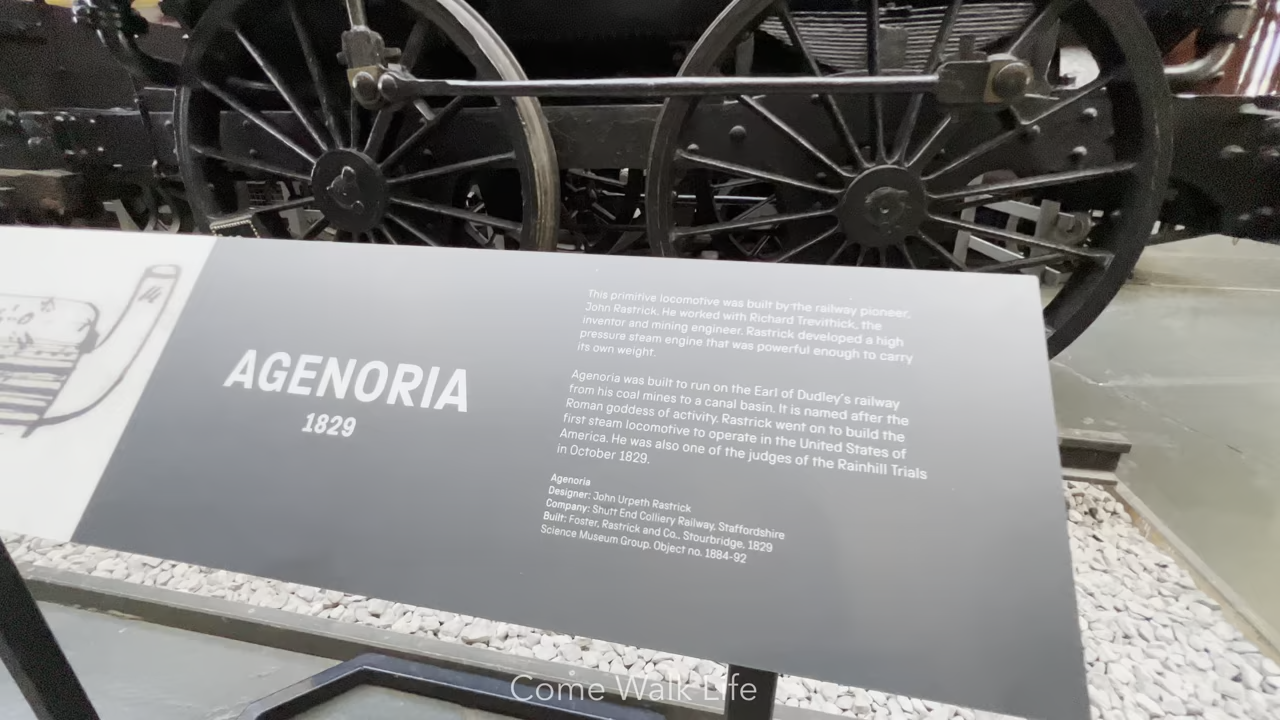 AGENORIA
1829
This primitive locomotive was built by the railway pioneer,
John Rastrick. He worked with Richard Trevithick, the
inventor and mining engineer. Rastrick developed a high
pressure steam engine that was powerful enough to carry
its own weight.
Agenoria was built to run on the Earl of Dudley's railway
from his coal mines to a canal basin. It is named after the
Roman goddess of activity. Rastrick went on to build the
first steam locomotive to operate in the United States of
America. He was also one of the judges of the Rainhill Trials
in October 1829.
Agenoria
Designer: John Urpeth Rastrick
Company: Shutt End Colliery Railway, Staffordshire
Built: Foster, Rastrick and Co., Stourbridge, 1829
Science Museum Group. Object no. 1884-92
Come Walk Life